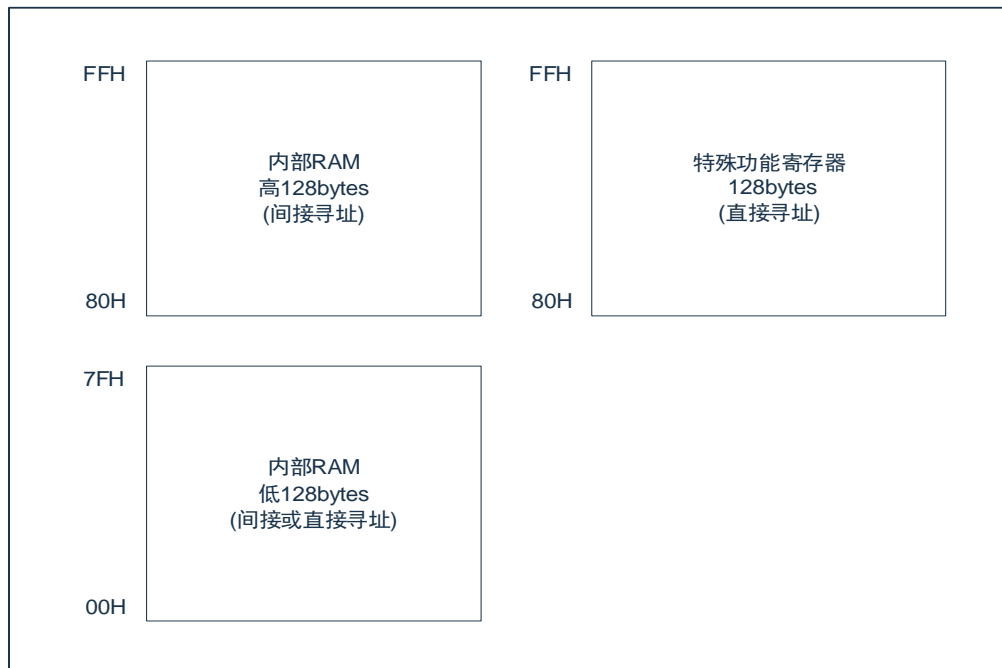 FFH
内部RAM
高128bytes
(间接寻址)
80H
FFH
特殊功能寄存器
128bytes
(直接寻址)
80H
7FH
内部RAM
低128bytes
(间接或直接寻址)
00H